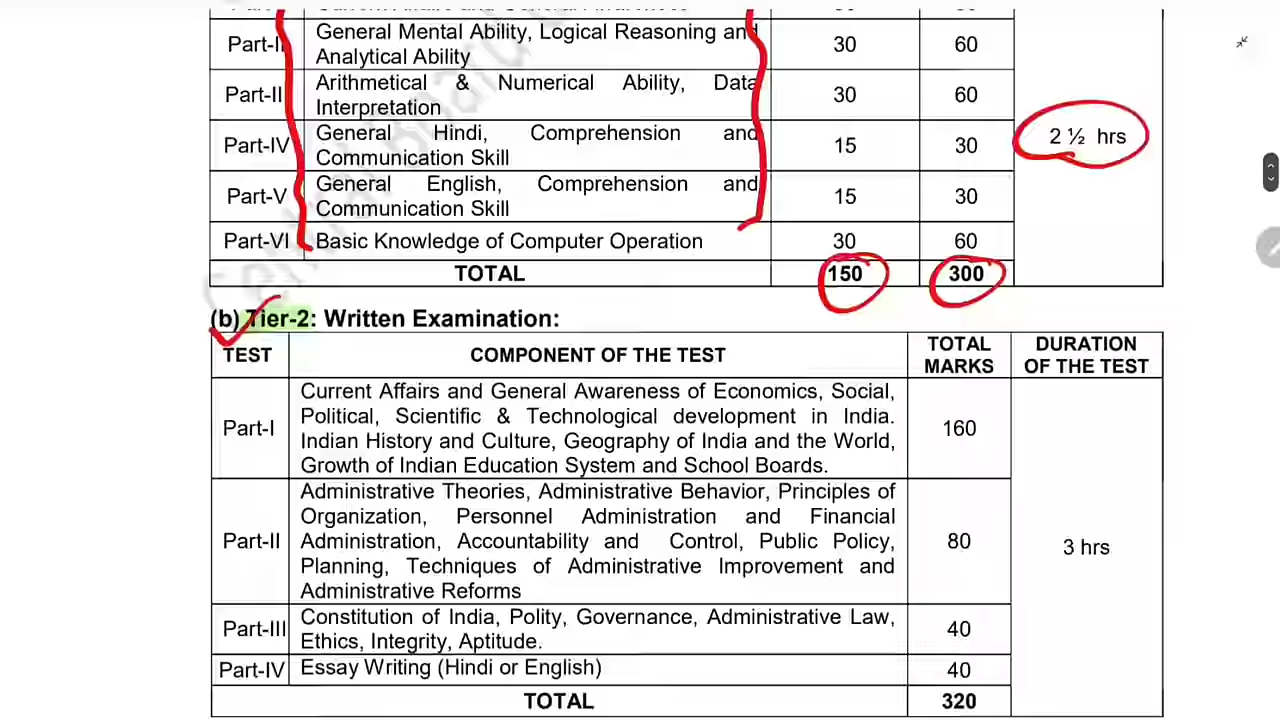 Part-II
General Mental Ability, Logical Reasoning and
Analytical Ability
30
60
Part-II
Arithmetical & Numerical Ability, Data
Interpretation
30
60
Part-IV
General Hindi, Comprehension and
Communication Skill
15
30
2 ½ hrs
Part-V
General English, Comprehension and
Communication Skill
15
30
Part-VI
Basic Knowledge of Computer Operation
30
60
TOTAL
150
300
(b) Tier-2: Written Examination:
TEST
COMPONENT OF THE TEST
TOTAL
MARKS
DURATION
OF THE TEST
Part-I
Current Affairs and General Awareness of Economics, Social,
Political, Scientific & Technological development in India.
Indian History and Culture, Geography of India and the World,
Growth of Indian Education System and School Boards.
160
Part-II
Administrative Theories, Administrative Behavior, Principles of
Organization, Personnel Administration and Financial
Administration, Accountability and Control, Public Policy,
Planning, Techniques of Administrative Improvement and
Administrative Reforms
80
3 hrs
Part-III
Constitution of India, Polity, Governance, Administrative Law,
Ethics, Integrity, Aptitude.
40
Part-IV
Essay Writing (Hindi or English)
40
TOTAL
320